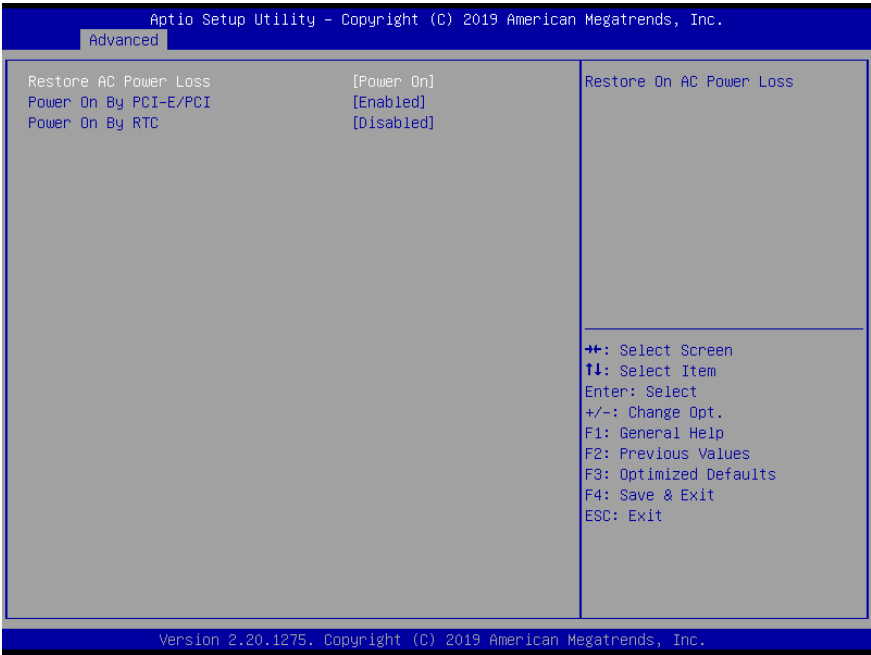 Aptio Setup Utility – Copyright (C) 2019 American Megatrends, Inc.
Advanced
Restore AC Power Loss [Power On]
Power On By PCI-E/PCI [Enabled]
Power On By RTC [Disabled]
Restore On AC Power Loss
→←: Select Screen
↑↓: Select Item
Enter: Select
+/-: Change Opt.
F1: General Help
F2: Previous Values
F3: Optimized Defaults
F4: Save & Exit
ESC: Exit
Version 2.20.1275. Copyright (C) 2019 American Megatrends, Inc.